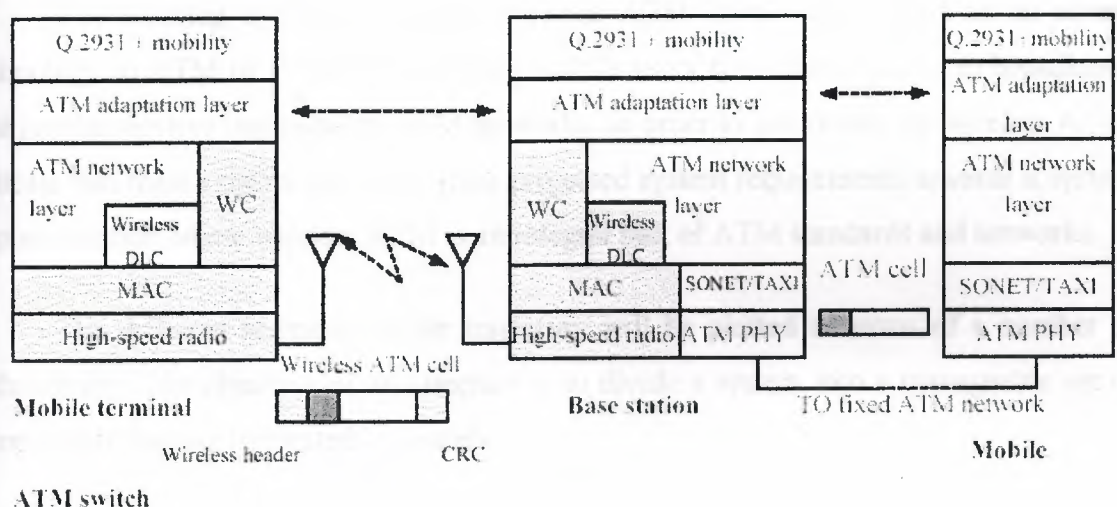 Q.2931 + mobility
ATM adaptation layer
ATM network
layer
Wireless
DLC
WC
MAC
High-speed radio
Mobile terminal
Wireless ATM cell
Wireless header
CRC
Q.2931 + mobility
ATM adaptation layer
WC
Wireless
DLC
ATM network
layer
MAC
SONET/TAXI
High-speed radio
ATM PHY
Base station
ATM cell
TO fixed ATM network
Q.2931+mobility
ATM adaptation
layer
ATM network
layer
SONET/TAXI
ATM PHY
Mobile
ATM switch